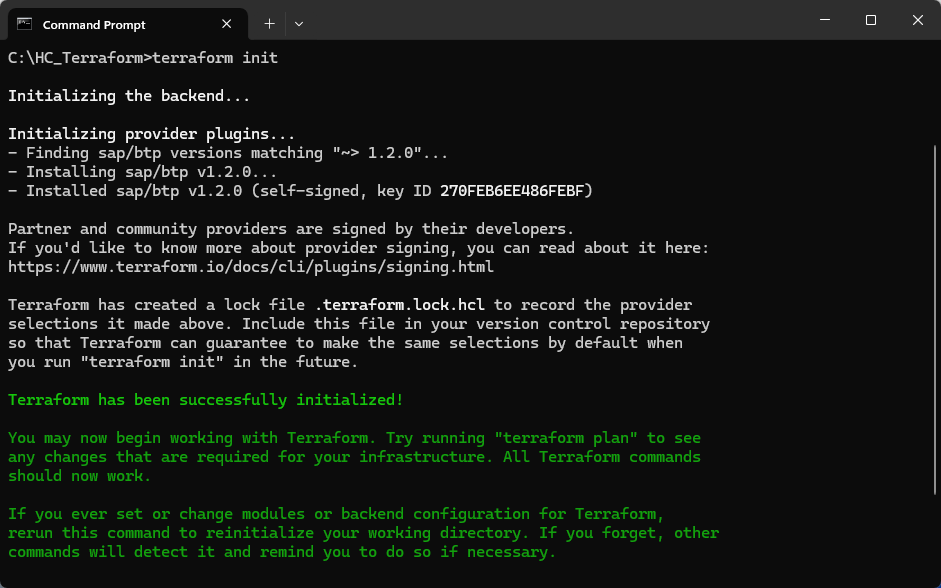 Command Prompt
C:\HC_Terraform>terraform init
Initializing the backend...
Initializing provider plugins...
- Finding sap/btp versions matching "~> 1.2.0"...
- Installing sap/btp v1.2.0...
- Installed sap/btp v1.2.0 (self-signed, key ID 270FEB6EE486FEBF)
Partner and community providers are signed by their developers.
If you'd like to know more about provider signing, you can read about it here:
https://www.terraform.io/docs/cli/plugins/signing.html
Terraform has created a lock file .terraform.lock.hcl to record the provider
selections it made above. Include this file in your version control repository
so that Terraform can guarantee to make the same selections by default when
you run "terraform init" in the future.
Terraform has been successfully initialized!
You may now begin working with Terraform. Try running "terraform plan" to see
any changes that are required for your infrastructure. All Terraform commands
should now work.
If you ever set or change modules or backend configuration for Terraform,
rerun this command to reinitialize your working directory. If you forget, other
commands will detect it and remind you to do so if necessary.